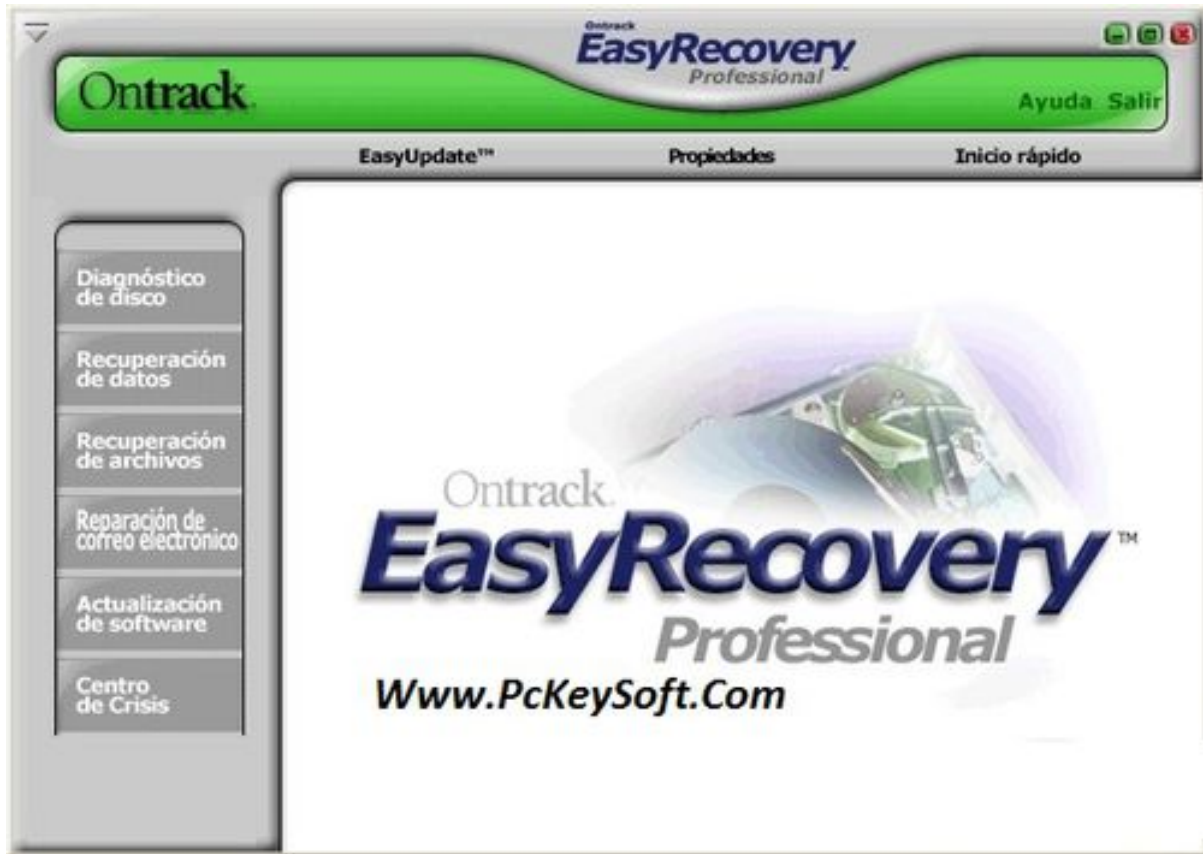 Ontrack
EasyRecovery
Professional
Ontrack
Ayuda Salir
EasyUpdate™
Propiedades
Inicio rápido
Diagnóstico
de disco
Recuperación
de datos
Recuperación
de archivos
Reparación de
correo electrónico
Actualización
de software
Centro
de Crisis
Ontrack
EasyRecovery™
Professional
Www.PcKeySoft.Com